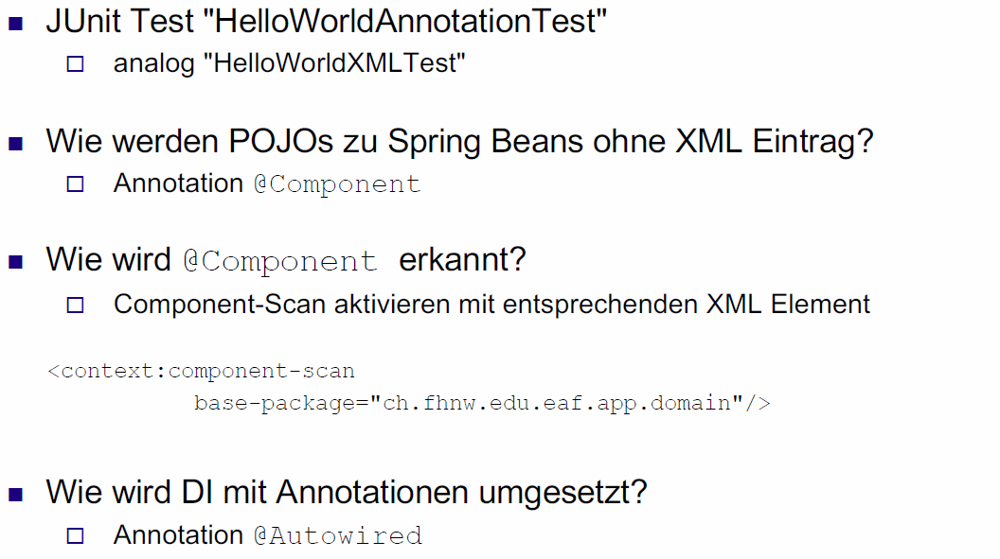 JUnit Test "HelloWorldAnnotationTest"
analog "HelloWorldXMLTest"
Wie werden POJOs zu Spring Beans ohne XML Eintrag?
Annotation @Component
Wie wird @Component erkannt?
Component-Scan aktivieren mit entsprechenden XML Element
<context:component-scan
base-package="ch.fhnw.edu.eaf.app.domain"/>
Wie wird DI mit Annotationen umgesetzt?
Annotation @Autowired